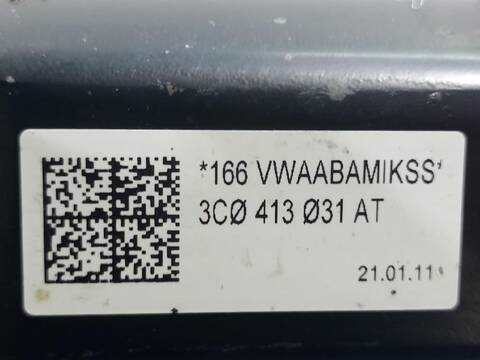 *166 VWAABAMIKSS*
3CØ 413 Ø31 AT
21.01.11